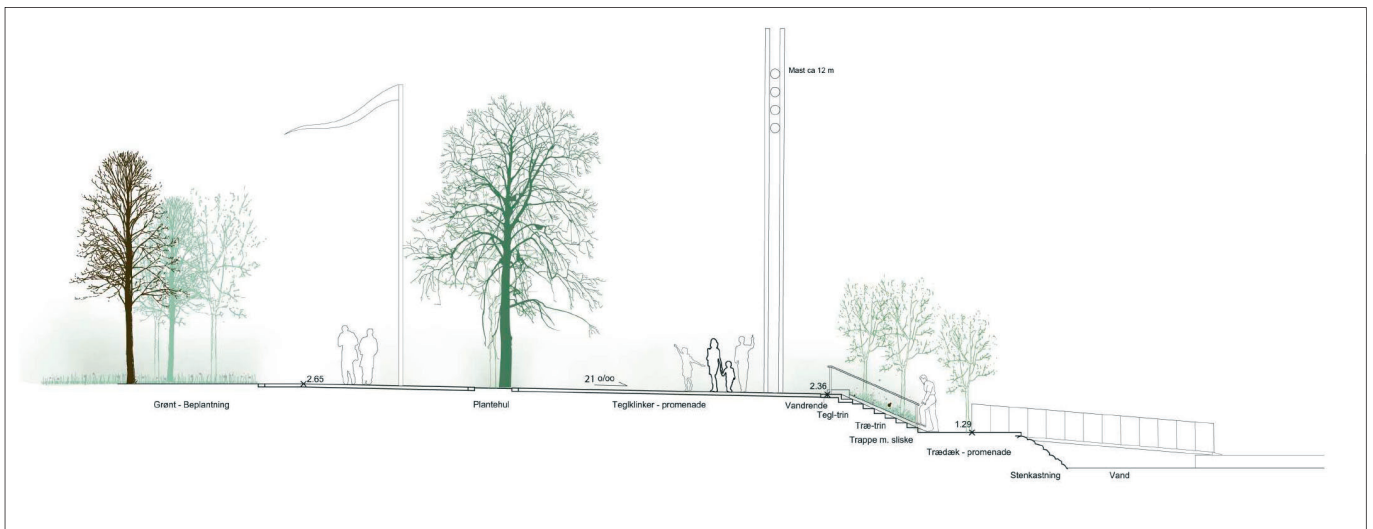 Mast ca 12 m
2.65
21 o/oo
2.36
1.29
Grønt - Beplantning
Plantehul
Teglklinker - promenade
Vandrende
Tegl-trin
Træ-trin
Trappe m. sliske
Trædæk - promenade
Stenkastning
Vand